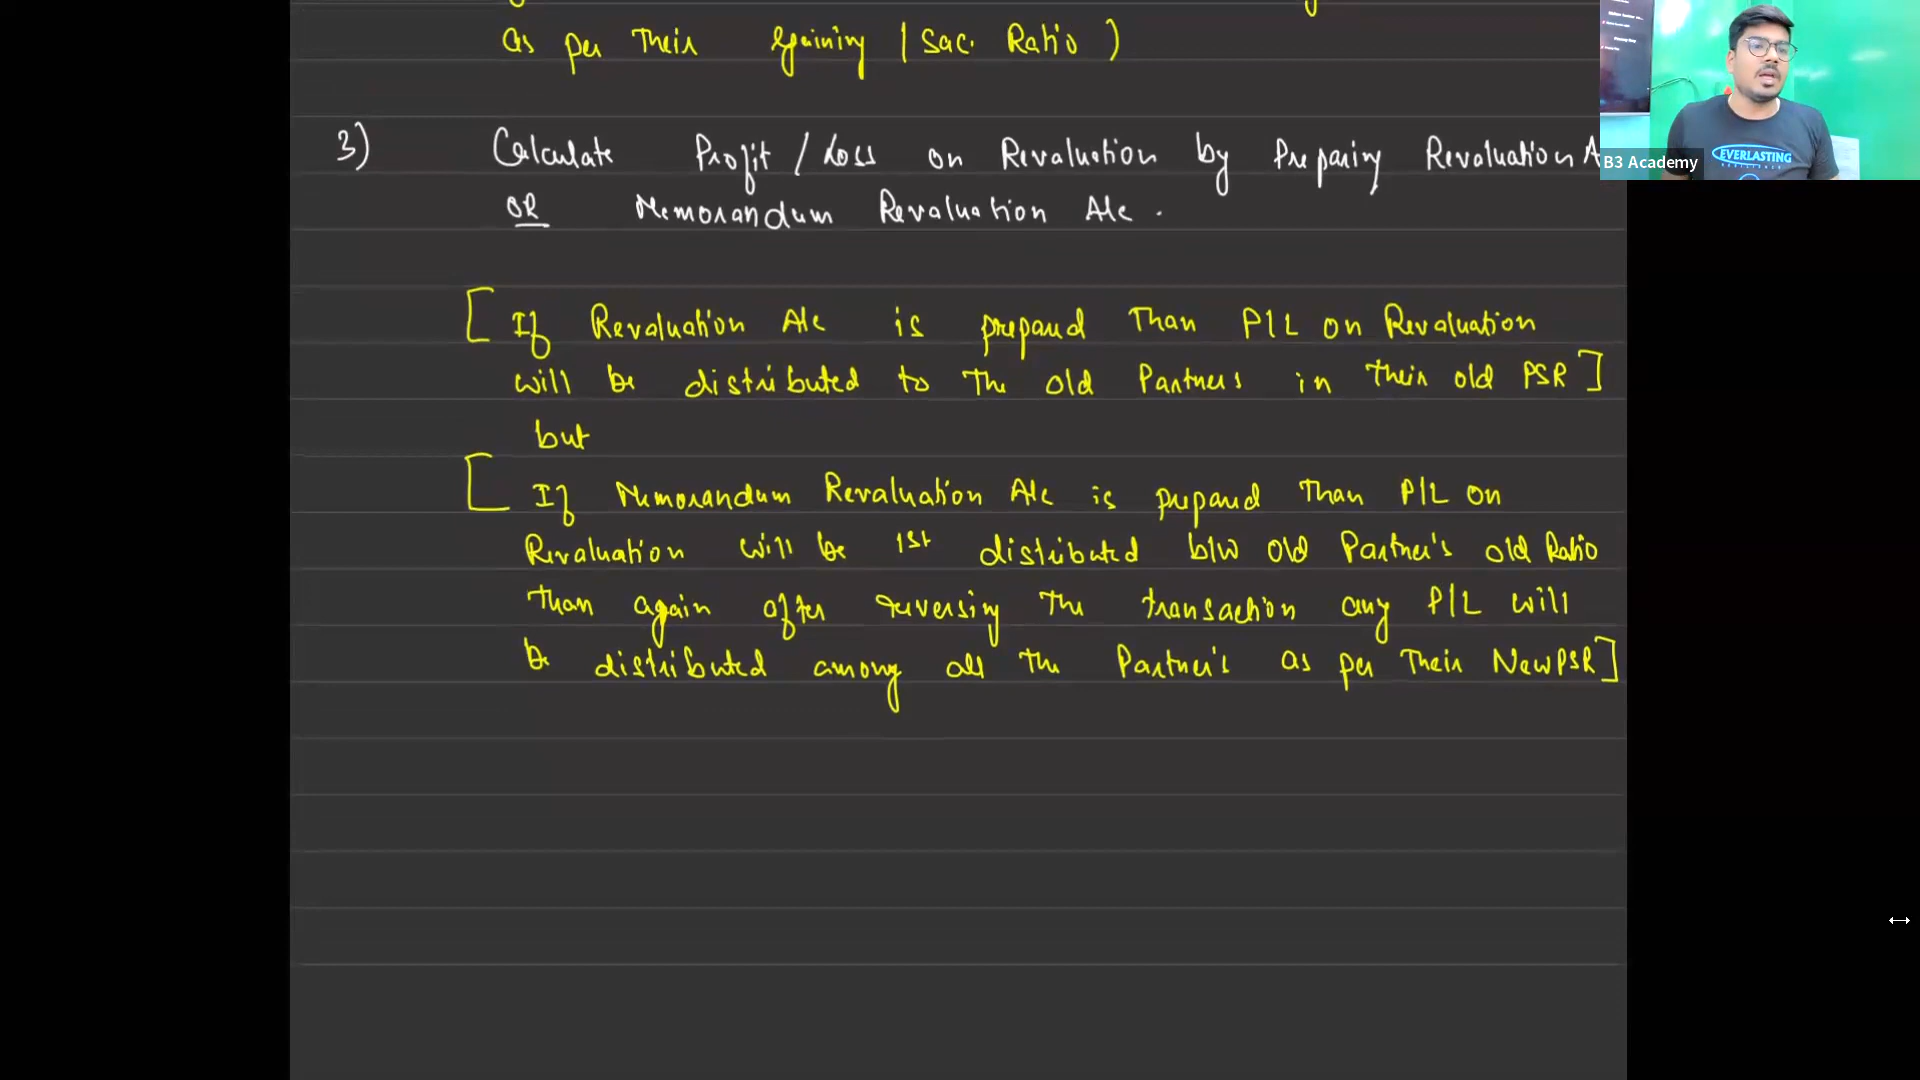 as per Their Gaining / Sac. Ratio )
3) Calculate Profit / Loss on Revaluation by Preparing Revaluation A
OR Memorandum Revaluation A/c .
[ If Revaluation A/c is prepared Than P/L on Revaluation
will be distributed to The old Partners in Their old PSR ]
but
[ If Memorandum Revaluation A/c is prepared Than P/L on
Revaluation will be 1st distributed b/w old Partner's old Ratio
Than again after reversing The transaction any P/L will
be distributed among all The Partner's as per Their New PSR ]
B3 Academy
EVERLASTING